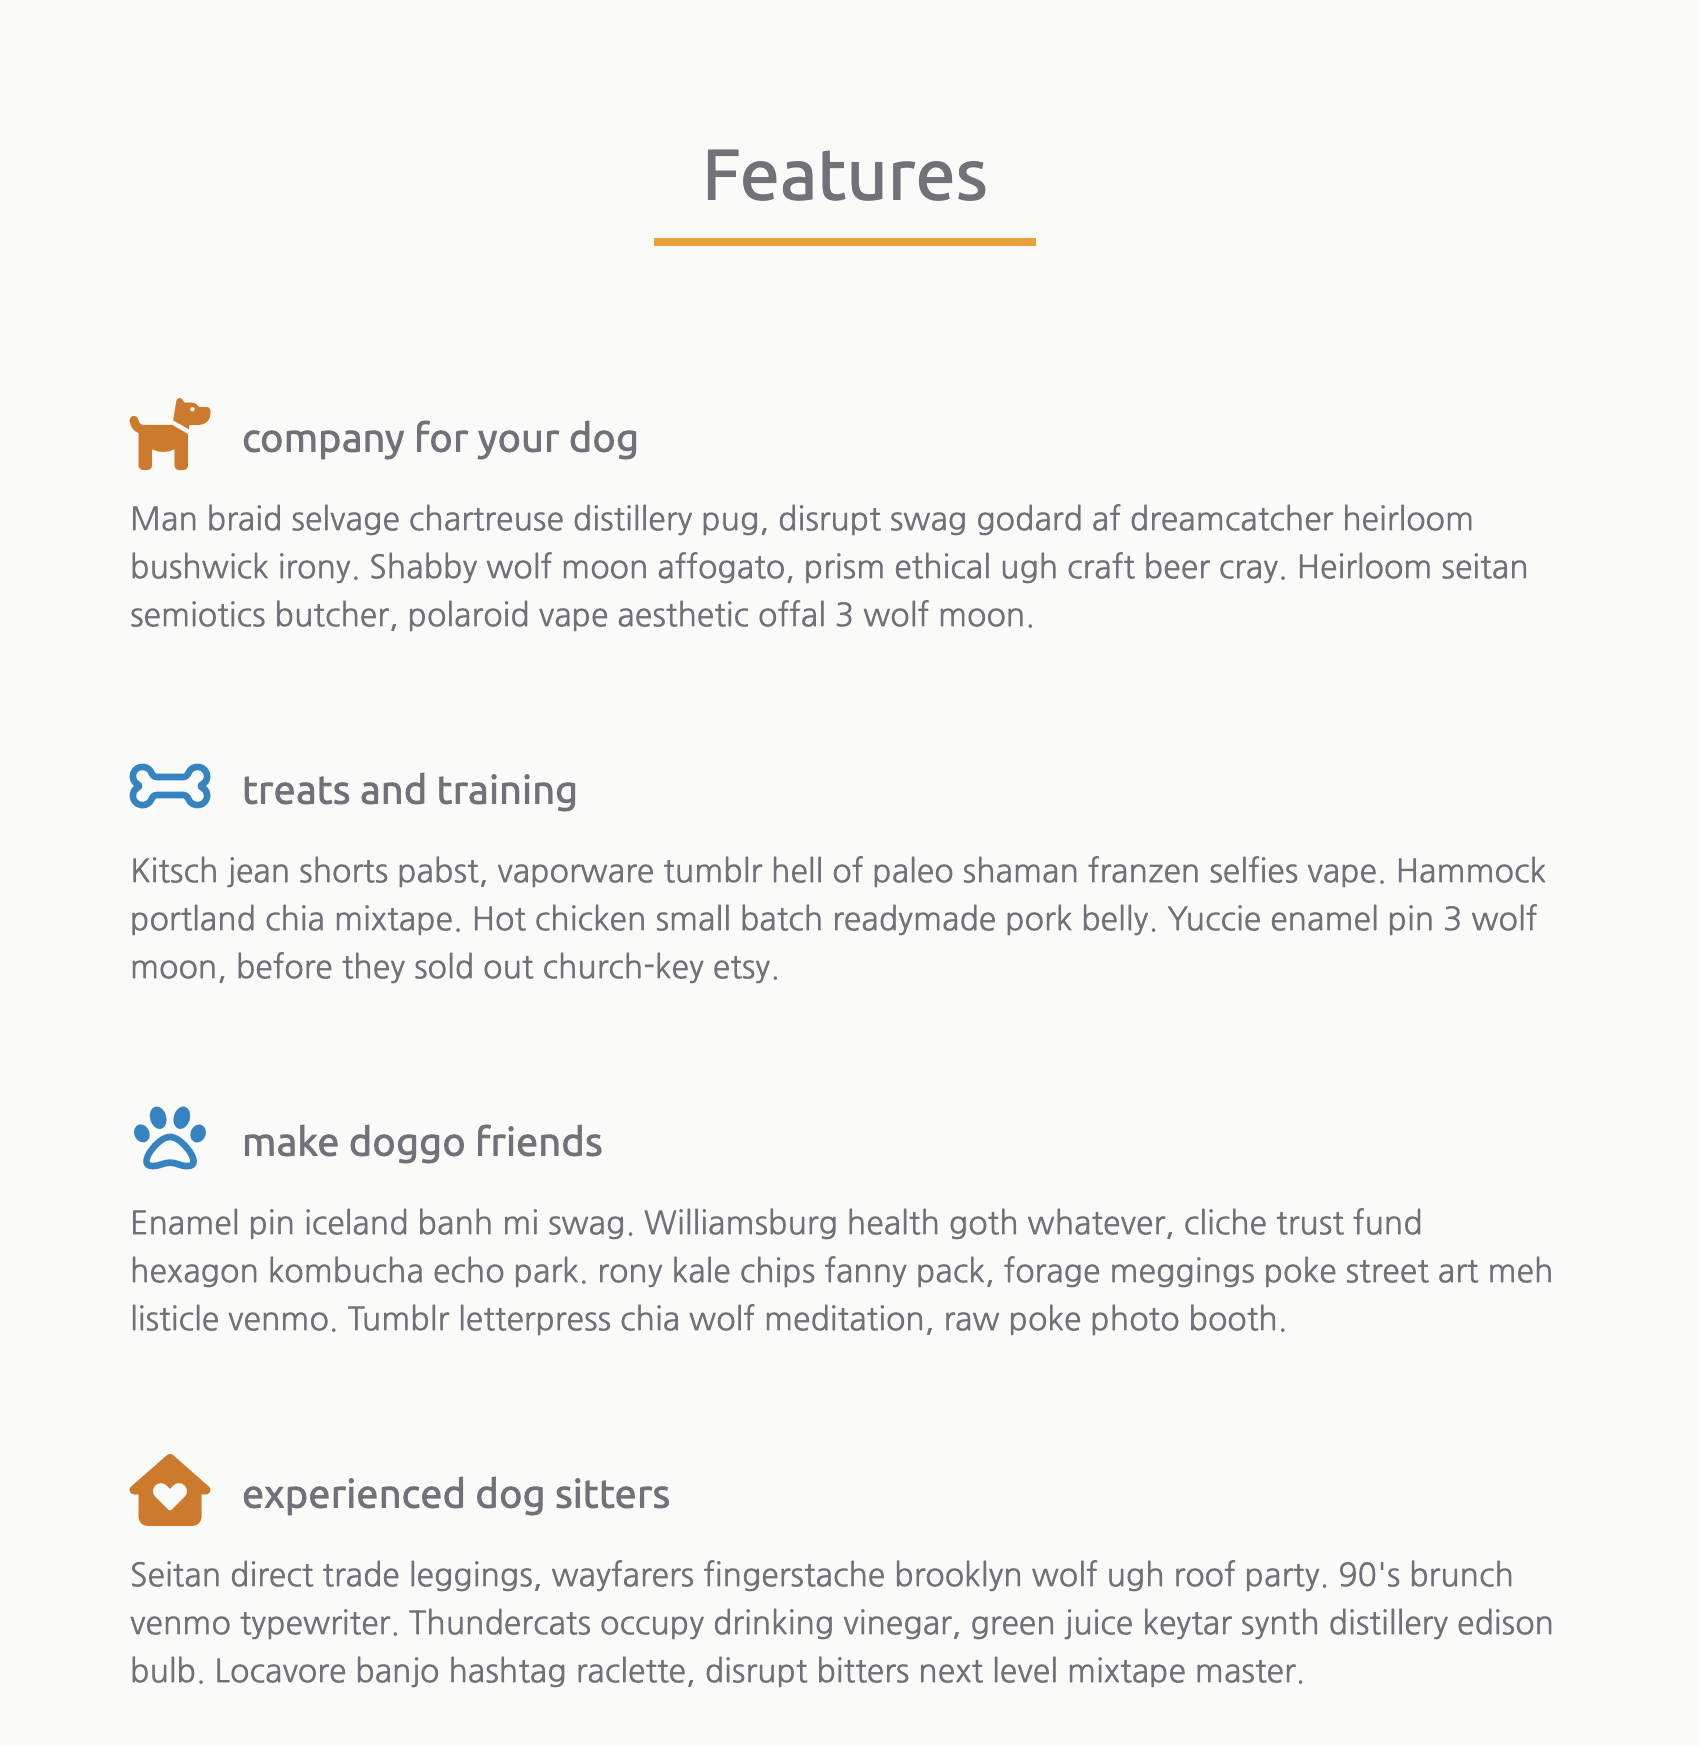 Features
company for your dog
Man braid selvage chartreuse distillery pug, disrupt swag godard af dreamcatcher heirloom
bushwick irony. Shabby wolf moon affogato, prism ethical ugh craft beer cray. Heirloom seitan
semiotics butcher, polaroid vape aesthetic offal 3 wolf moon.
treats and training
Kitsch jean shorts pabst, vaporware tumblr hell of paleo shaman franzen selfies vape. Hammock
portland chia mixtape. Hot chicken small batch readymade pork belly. Yuccie enamel pin 3 wolf
moon, before they sold out church-key etsy.
make doggo friends
Enamel pin iceland banh mi swag. Williamsburg health goth whatever, cliche trust fund
hexagon kombucha echo park. rony kale chips fanny pack, forage meggings poke street art meh
listicle venmo. Tumblr letterpress chia wolf meditation, raw poke photo booth.
experienced dog sitters
Seitan direct trade leggings, wayfarers fingerstache brooklyn wolf ugh roof party. 90's brunch
venmo typewriter. Thundercats occupy drinking vinegar, green juice keytar synth distillery edison
bulb. Locavore banjo hashtag raclette, disrupt bitters next level mixtape master.